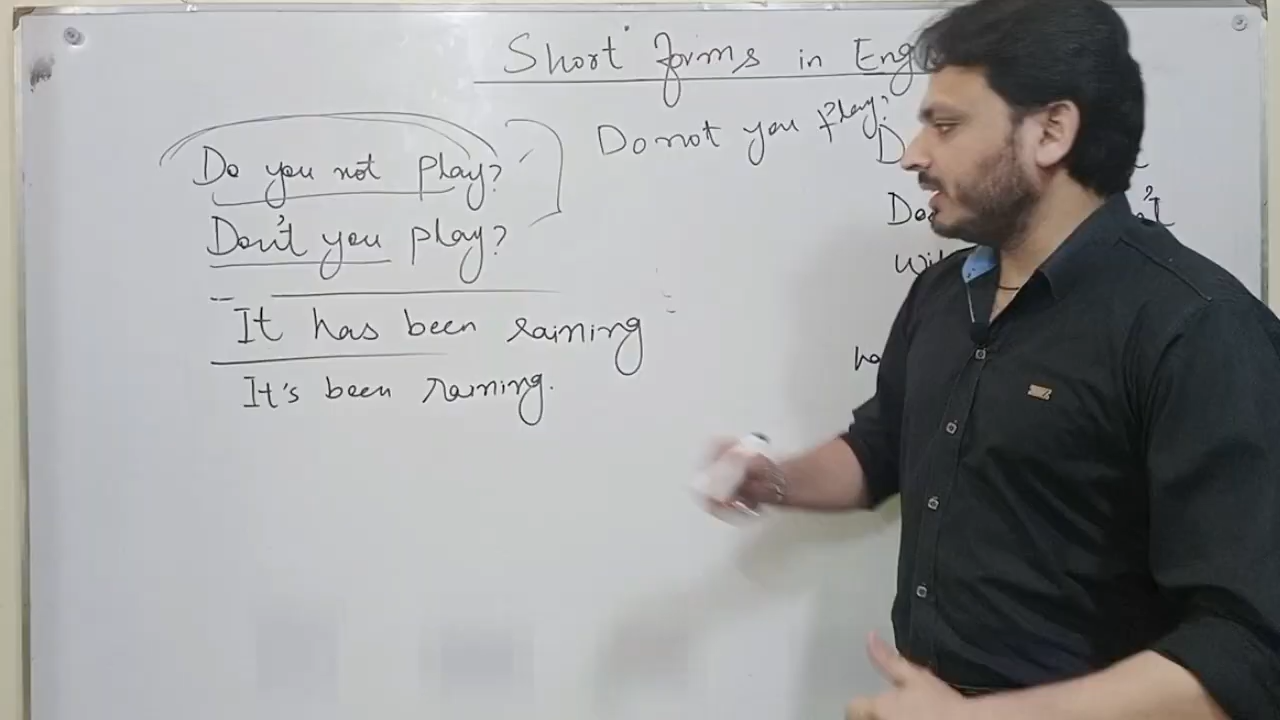 Short forms in Eng
Do not you play?
Do you not play?
Don't you play?
It has been raining
It's been raining.